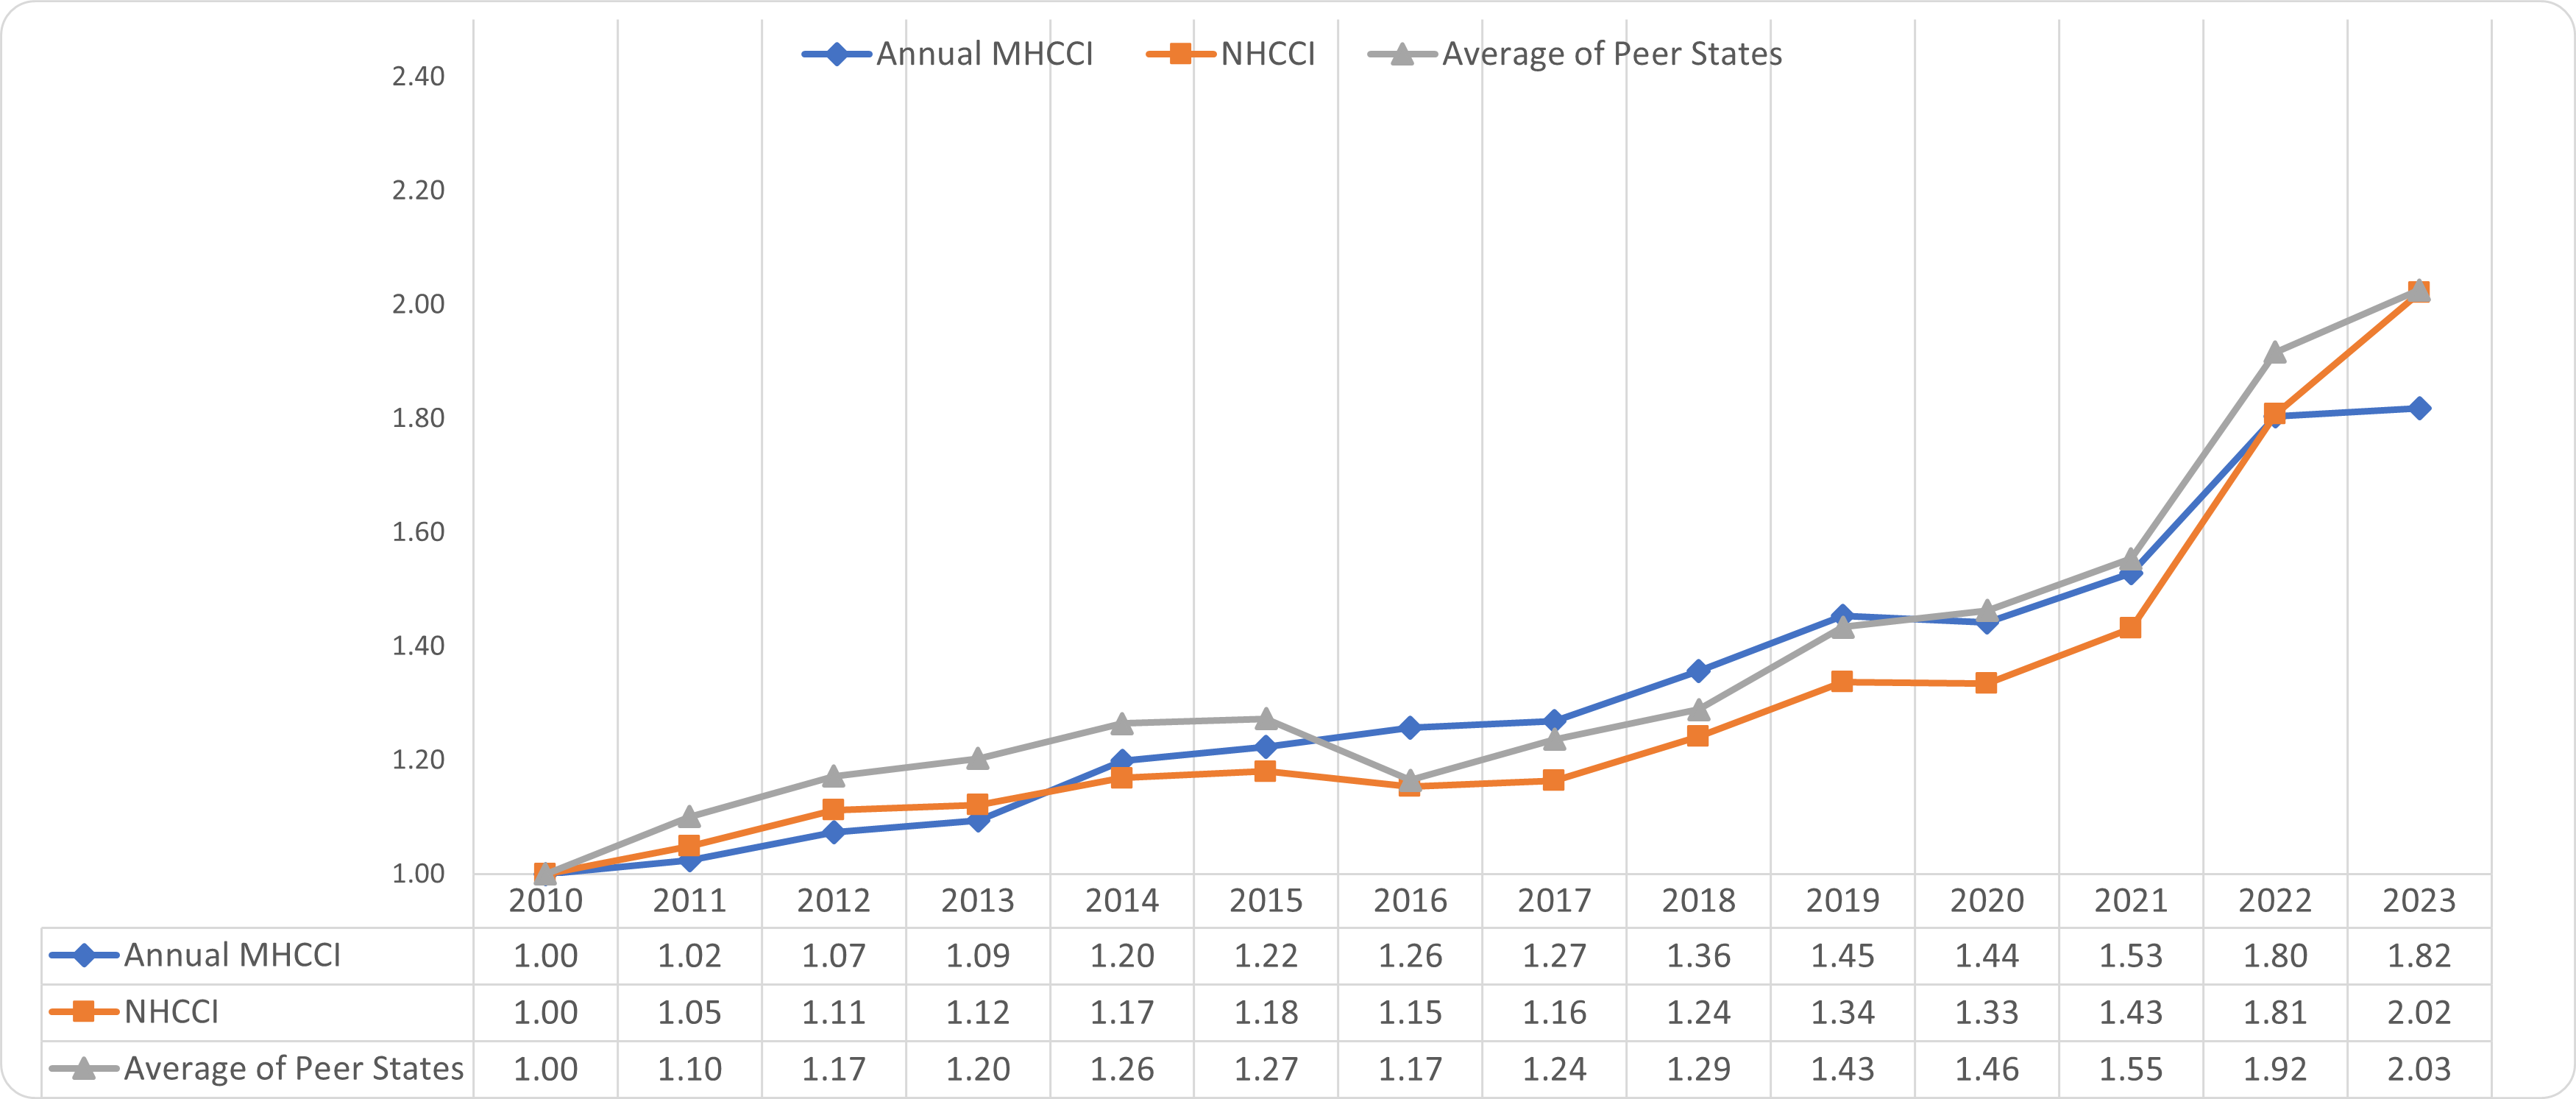 Annual MHCCI NHCCI Average of Peer States
2.40
2.20
2.00
1.80
1.60
1.40
1.20
1.00
2010 2011 2012 2013 2014 2015 2016 2017 2018 2019 2020 2021 2022 2023
Annual MHCCI 1.00 1.02 1.07 1.09 1.20 1.22 1.26 1.27 1.36 1.45 1.44 1.53 1.80 1.82
NHCCI 1.00 1.05 1.11 1.12 1.17 1.18 1.15 1.16 1.24 1.34 1.33 1.43 1.81 2.02
Average of Peer States 1.00 1.10 1.17 1.20 1.26 1.27 1.17 1.24 1.29 1.43 1.46 1.55 1.92 2.03